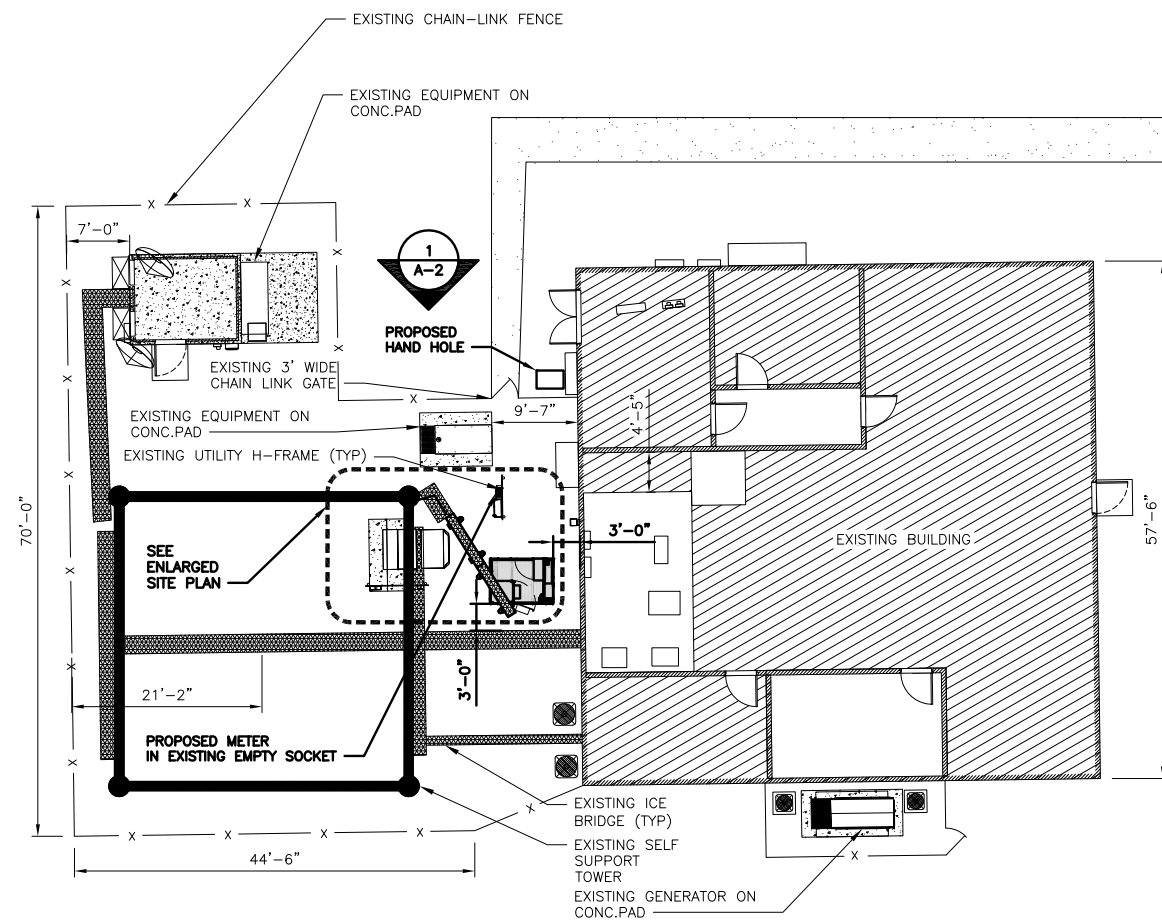 EXISTING CHAIN-LINK FENCE
EXISTING EQUIPMENT ON
CONC.PAD
7'-0"
1
A-2
PROPOSED
HAND HOLE
EXISTING 3' WIDE
CHAIN LINK GATE
9'-7"
4'-5"
EXISTING EQUIPMENT ON
CONC.PAD
EXISTING UTILITY H-FRAME (TYP)
70'-0"
57'-6"
SEE
ENLARGED
SITE PLAN
3'-0"
EXISTING BUILDING
3'-0"
21'-2"
PROPOSED METER
IN EXISTING EMPTY SOCKET
EXISTING ICE
BRIDGE (TYP)
44'-6"
EXISTING SELF
SUPPORT
TOWER
EXISTING GENERATOR ON
CONC.PAD